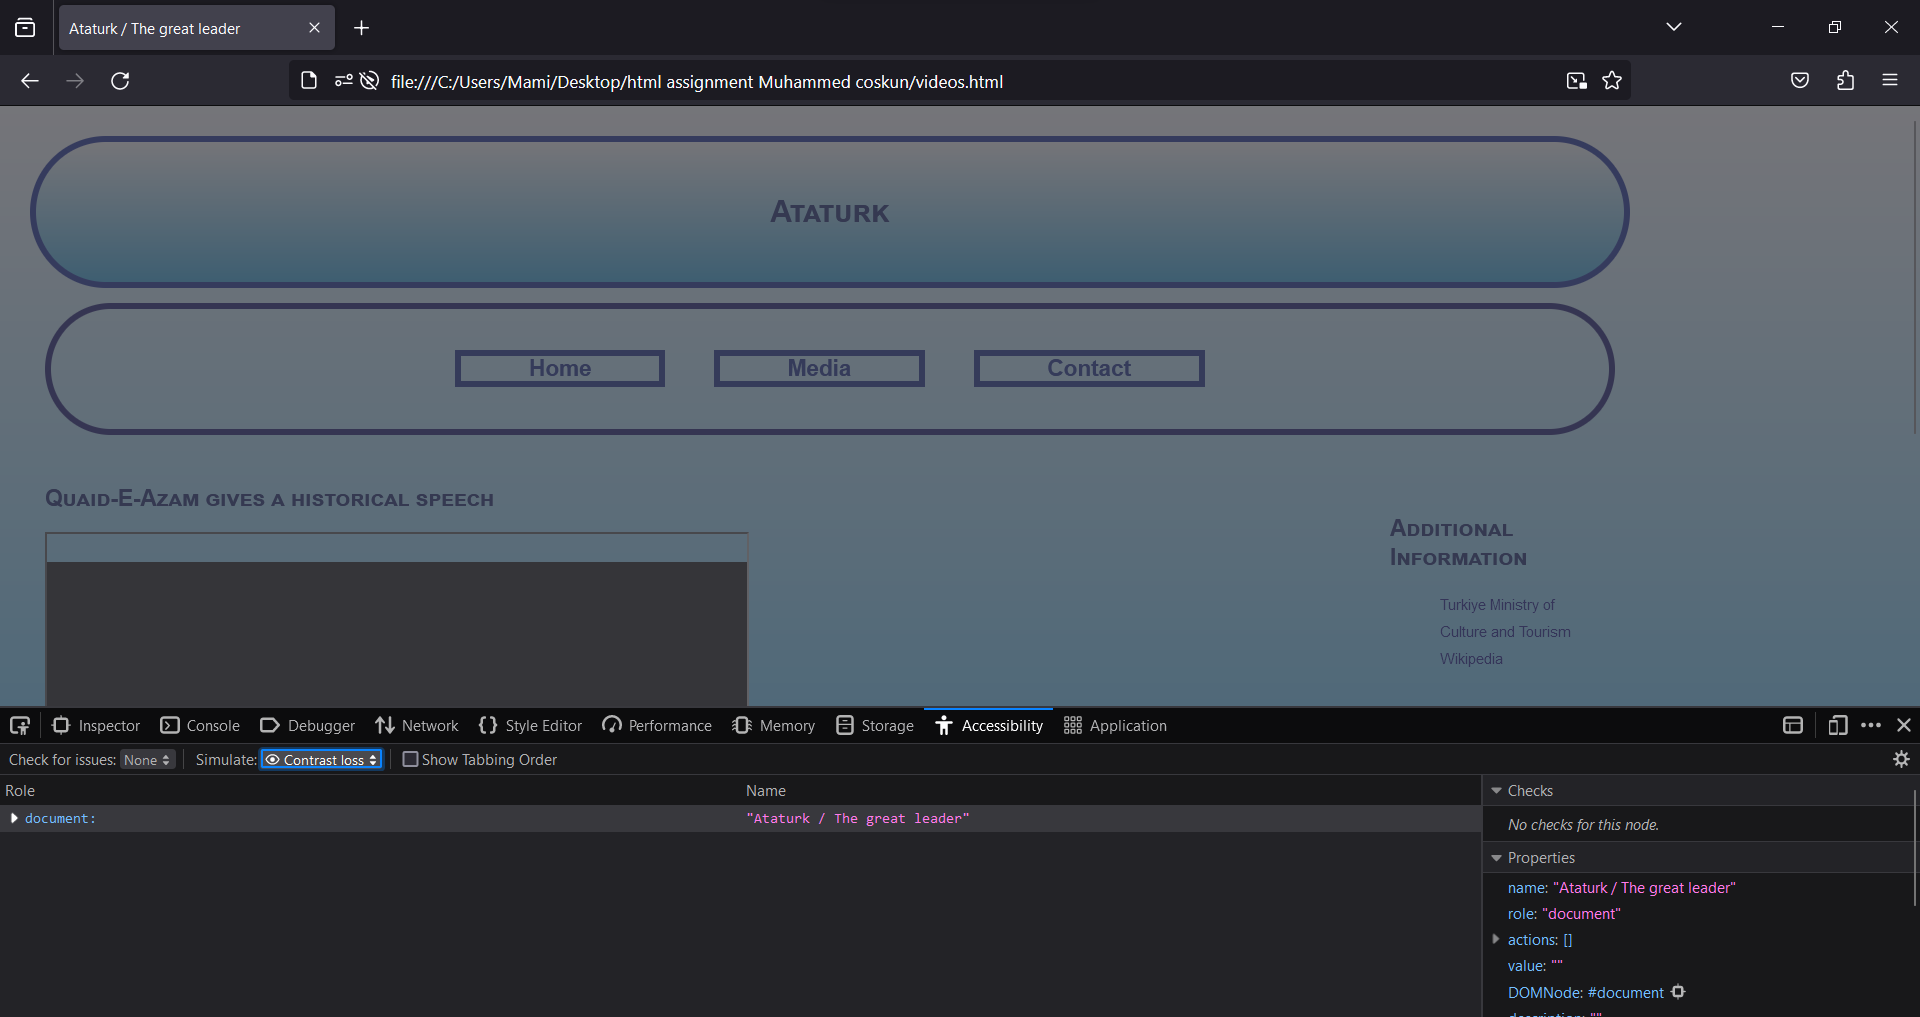 Ataturk / The great leader
file:///C:/Users/Mami/Desktop/html assignment Muhammed coskun/videos.html
Ataturk
Home Media Contact
Quaid-E-Azam gives a historical speech
Additional
Information
Turkiye Ministry of
Culture and Tourism
Wikipedia
Inspector Console Debugger Network Style Editor Performance Memory Storage Accessibility Application
Check for issues: None Simulate: Contrast loss Show Tabbing Order
Role Name
document: "Ataturk / The great leader"
Checks
No checks for this node.
Properties
name: "Ataturk / The great leader"
role: "document"
actions: []
value: ""
DOMNode: #document
description: ""